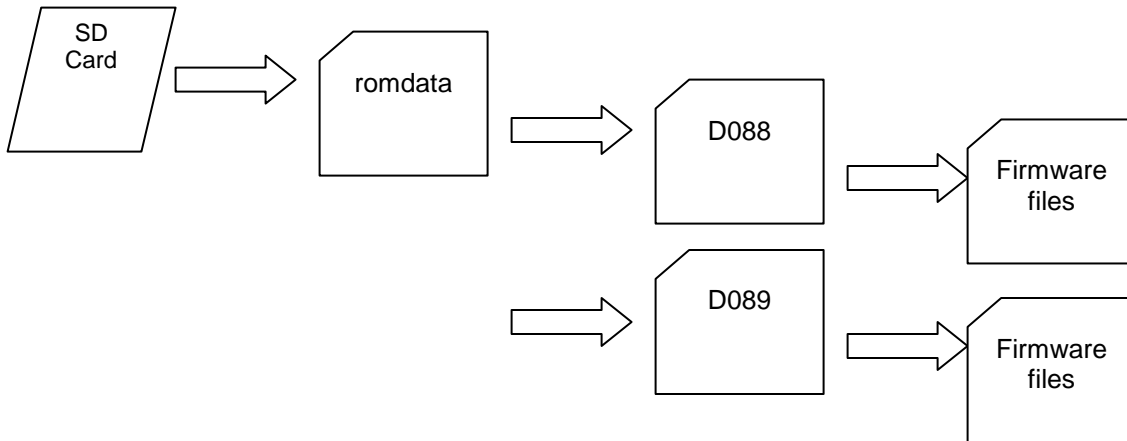 SD
Card
romdata
D088
Firmware
files
D089
Firmware
files